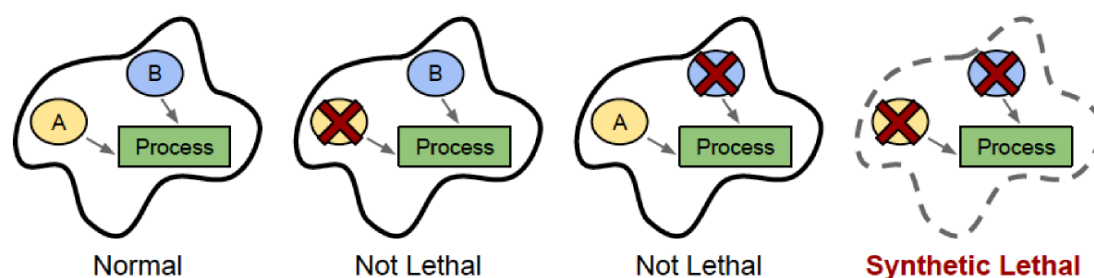 B
A
Process
Normal
B
Process
Not Lethal
A
Process
Not Lethal
Process
Synthetic Lethal